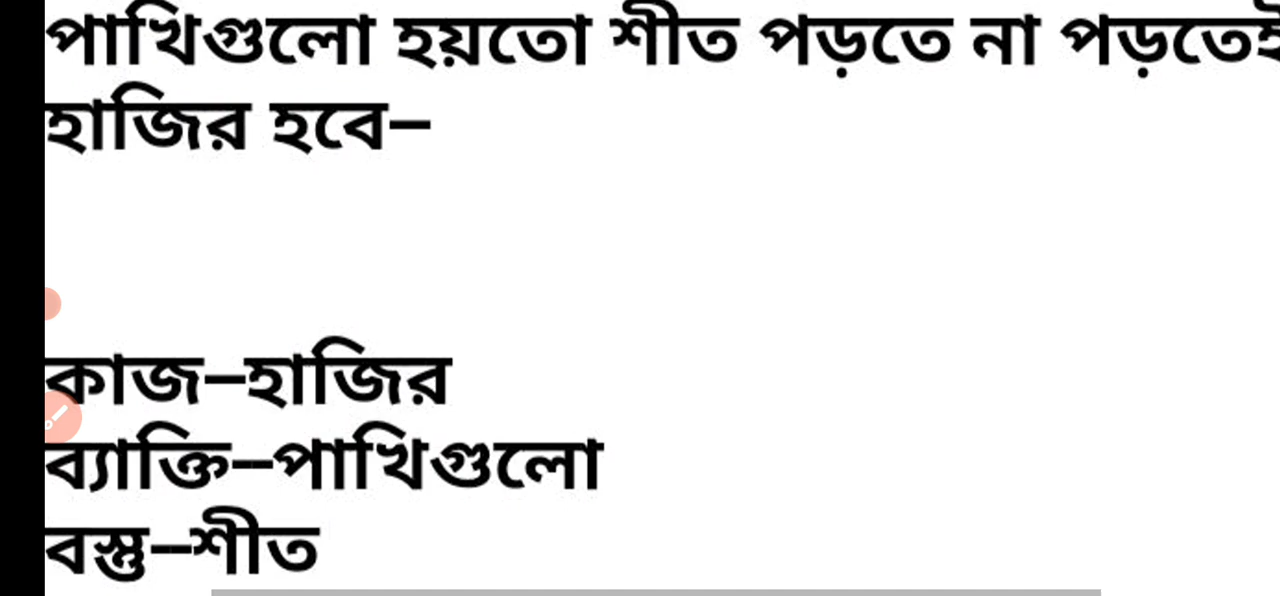 পাখিগুলো হয়তো শীত পড়তে না পড়তেই
হাজির হবে–
কাজ–হাজির
ব্যাক্তি–পাখিগুলো
বস্তু–শীত